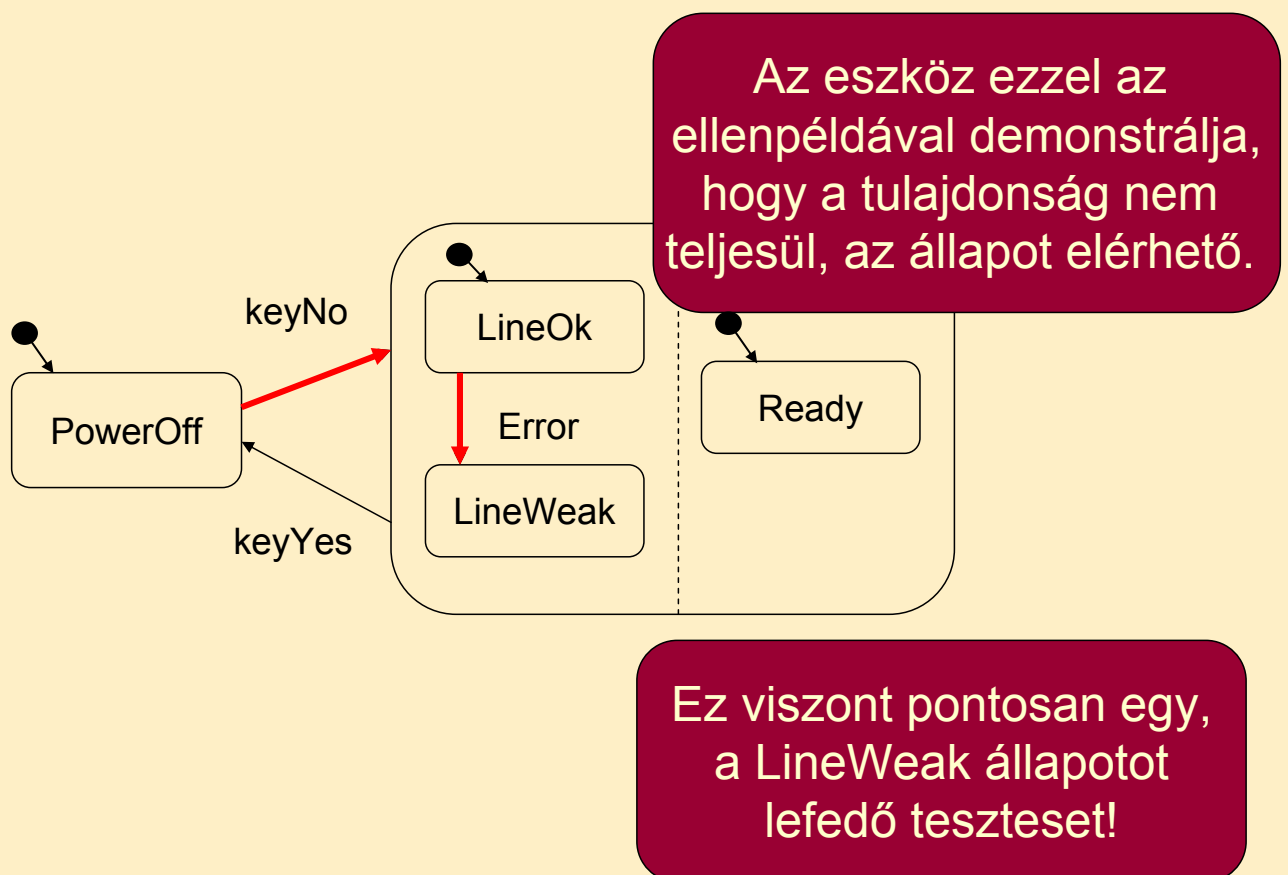 Az eszköz ezzel az
ellenpéldával demonstrálja,
hogy a tulajdonság nem
teljesül, az állapot elérhető.
keyNo
LineOk
PowerOff
Error
Ready
LineWeak
keyYes
Ez viszont pontosan egy,
a LineWeak állapotot
lefedő teszteset!